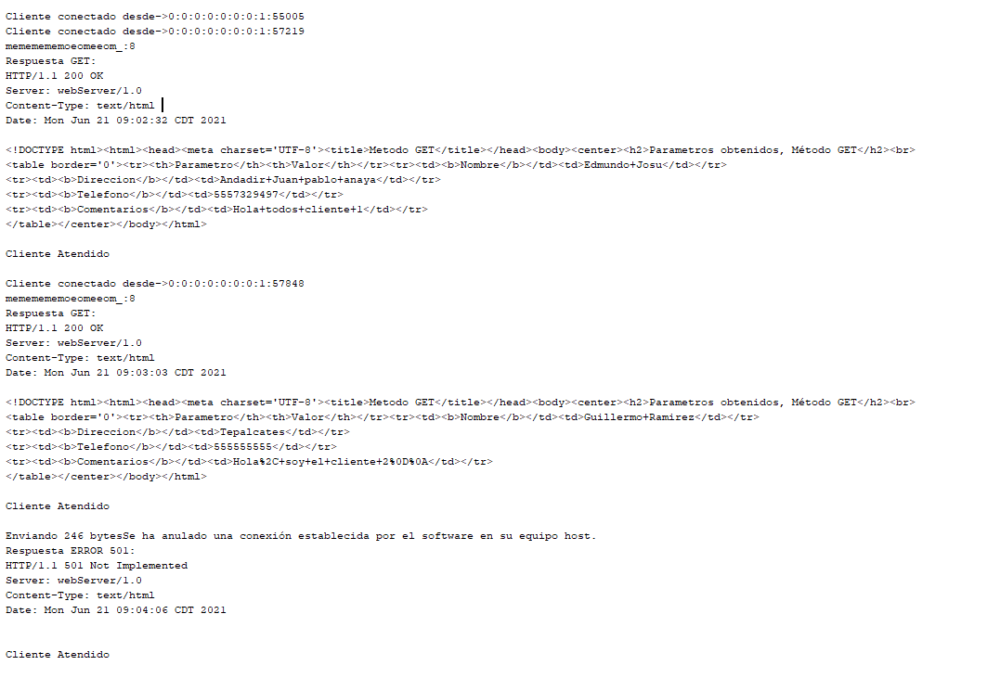 Cliente conectado desde->0:0:0:0:0:0:0:1:55005
Cliente conectado desde->0:0:0:0:0:0:0:1:57219
memememememoeomeeom_:8
Respuesta GET:
HTTP/1.1 200 OK
Server: webServer/1.0
Content-Type: text/html
Date: Mon Jun 21 09:02:32 CDT 2021
<!DOCTYPE html><html><head><meta charset='UTF-8'><title>Metodo GET</title></head><body><center><h2>Parametros obtenidos, Método GET</h2><br>
<table border='0'><tr><th>Parametro</th><th>Valor</th></tr><tr><td><b>Nombre</b></td><td>Edmundo+Josu</td></tr>
<tr><td><b>Direccion</b></td><td>Andadir+Juan+pablo+anaya</td></tr>
<tr><td><b>Telefono</b></td><td>5557329497</td></tr>
<tr><td><b>Comentarios</b></td><td>Hola+todos+cliente+1</td></tr>
</table></center></body></html>
Cliente Atendido
Cliente conectado desde->0:0:0:0:0:0:0:1:57848
memememememoeomeeom_:8
Respuesta GET:
HTTP/1.1 200 OK
Server: webServer/1.0
Content-Type: text/html
Date: Mon Jun 21 09:03:03 CDT 2021
<!DOCTYPE html><html><head><meta charset='UTF-8'><title>Metodo GET</title></head><body><center><h2>Parametros obtenidos, Método GET</h2><br>
<table border='0'><tr><th>Parametro</th><th>Valor</th></tr><tr><td><b>Nombre</b></td><td>Guillermo+Ramirez</td></tr>
<tr><td><b>Direccion</b></td><td>Tepalcates</td></tr>
<tr><td><b>Telefono</b></td><td>555555555</td></tr>
<tr><td><b>Comentarios</b></td><td>Hola%2C+soy+el+cliente+2%0D%0A</td></tr>
</table></center></body></html>
Cliente Atendido
Enviando 246 bytesSe ha anulado una conexión establecida por el software en su equipo host.
Respuesta ERROR 501:
HTTP/1.1 501 Not Implemented
Server: webServer/1.0
Content-Type: text/html
Date: Mon Jun 21 09:04:06 CDT 2021
Cliente Atendido